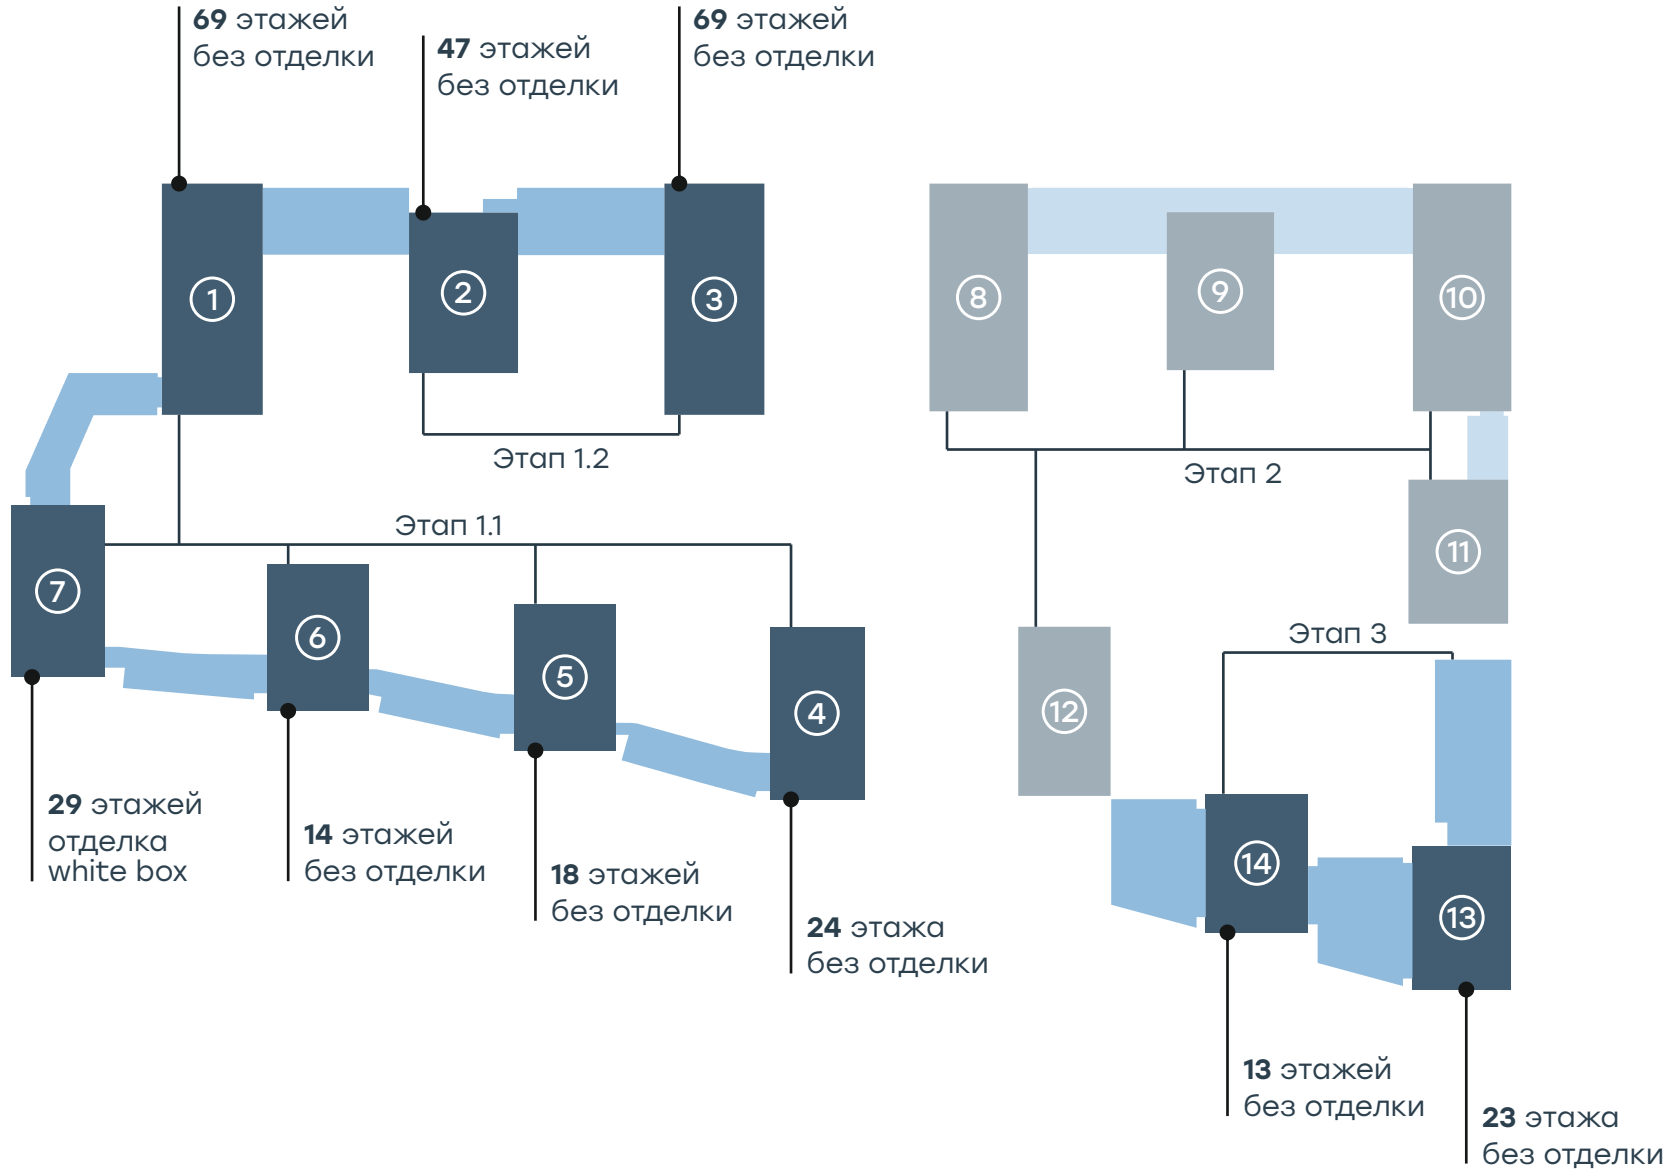 69 этажей
без отделки
47 этажей
без отделки
69 этажей
без отделки
1
2
3
8
9
10
Этап 1.2
Этап 2
Этап 1.1
7
6
5
4
11
Этап 3
12
14
13
29 этажей
отделка
white box
14 этажей
без отделки
18 этажей
без отделки
24 этажа
без отделки
13 этажей
без отделки
23 этажа
без отделки